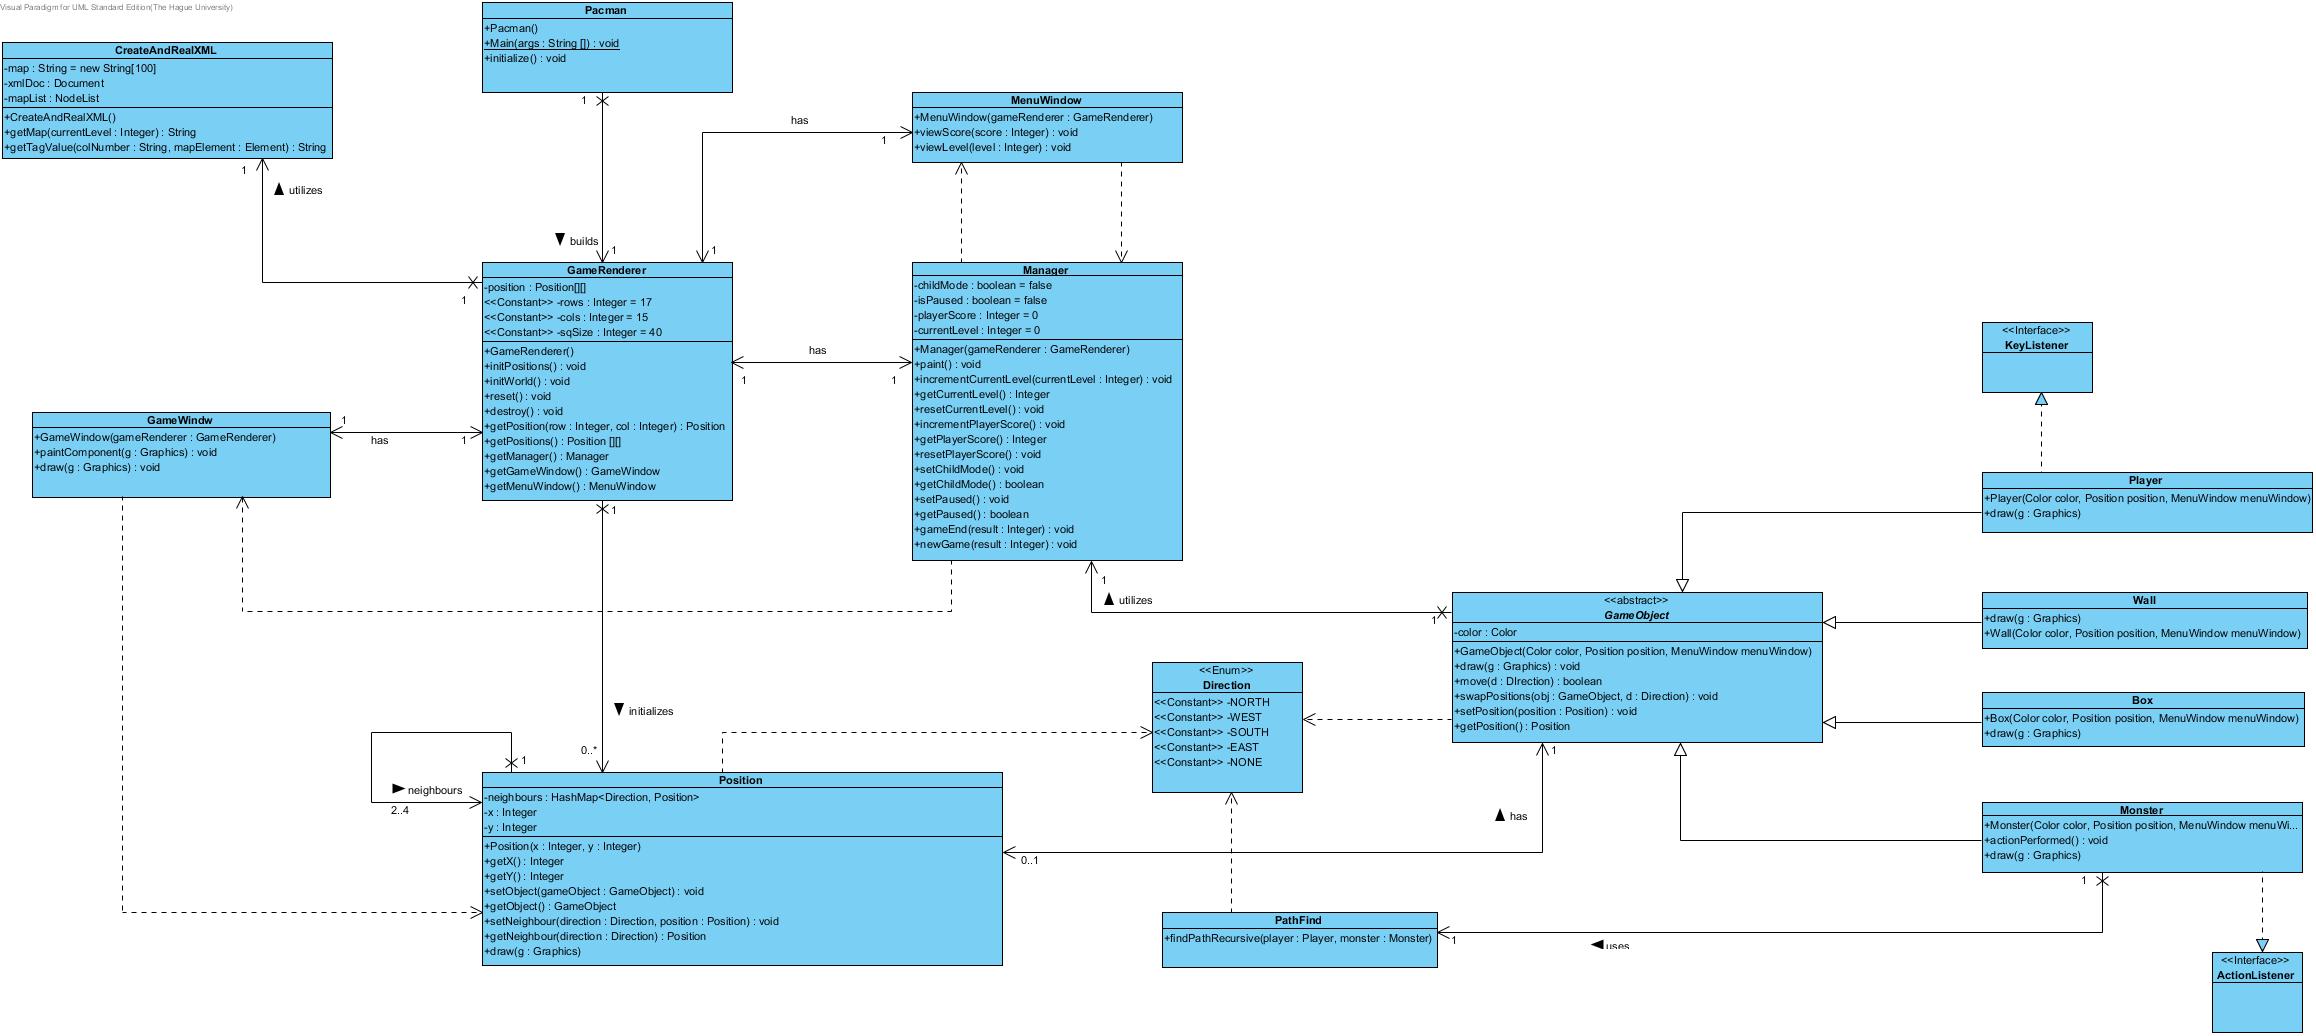 Visual Paradigm for UML Standard Edition(The Hague University)
Pacman
+Pacman()
+Main(args : String []) : void
+initialize() : void
CreateAndRealXML
-map : String = new String[100]
-xmlDoc : Document
-mapList : NodeList
+CreateAndRealXML()
+getMap(currentLevel : Integer) : String
+getTagValue(colNumber : String, mapElement : Element) : String
1
utilizes
1
1
builds
1
has
1
1
MenuWindow
+MenuWindow(gameRenderer : GameRenderer)
+viewScore(score : Integer) : void
+viewLevel(level : Integer) : void
GameRenderer
-position : Position[][]
<<Constant>> -rows : Integer = 17
<<Constant>> -cols : Integer = 15
<<Constant>> -sqSize : Integer = 40
+GameRenderer()
+initPositions() : void
+initWorld() : void
+reset() : void
+destroy() : void
+getPosition(row : Integer, col : Integer) : Position
+getPositions() : Position [][]
+getManager() : Manager
+getGameWindow() : GameWindow
+getMenuWindow() : MenuWindow
has
1
1
Manager
-childMode : boolean = false
-isPaused : boolean = false
-playerScore : Integer = 0
-currentLevel : Integer = 0
+Manager(gameRenderer : GameRenderer)
+paint() : void
+incrementCurrentLevel(currentLevel : Integer) : void
+getCurrentLevel() : Integer
+resetCurrentLevel() : void
+incrementPlayerScore() : void
+getPlayerScore() : Integer
+resetPlayerScore() : void
+setChildMode() : void
+getChildMode() : boolean
+setPaused() : void
+getPaused() : boolean
+gameEnd(result : Integer) : void
+newGame(result : Integer) : void
GameWindw
+GameWindow(gameRenderer : GameRenderer)
+paintComponent(g : Graphics) : void
+draw(g : Graphics) : void
1
has
1
<<Interface>>
KeyListener
Player
+Player(Color color, Position position, MenuWindow menuWindow)
+draw(g : Graphics)
1
utilizes
1
<<abstract>>
GameObject
-color : Color
+GameObject(Color color, Position position, MenuWindow menuWindow)
+draw(g : Graphics) : void
+move(d : DIrection) : boolean
+swapPositions(obj : GameObject, d : Direction) : void
+setPosition(position : Position) : void
+getPosition() : Position
Wall
+draw(g : Graphics)
+Wall(Color color, Position position, MenuWindow menuWindow)
Box
+Box(Color color, Position position, MenuWindow menuWindow)
+draw(g : Graphics)
<<Enum>>
Direction
<<Constant>> -NORTH
<<Constant>> -WEST
<<Constant>> -SOUTH
<<Constant>> -EAST
<<Constant>> -NONE
1
initializes
0..*
1
neighbours
2..4
Position
-neighbours : HashMap<Direction, Position>
-x : Integer
-y : Integer
+Position(x : Integer, y : Integer)
+getX() : Integer
+getY() : Integer
+setObject(gameObject : GameObject) : void
+getObject() : GameObject
+setNeighbour(direction : Direction, position : Position) : void
+getNeighbour(direction : Direction) : Position
+draw(g : Graphics)
1
has
0..1
Monster
+Monster(Color color, Position position, MenuWindow menuWi...
+actionPerformed() : void
+draw(g : Graphics)
1
PathFind
+findPathRecursive(player : Player, monster : Monster)
1
uses
<<Interface>>
ActionListener